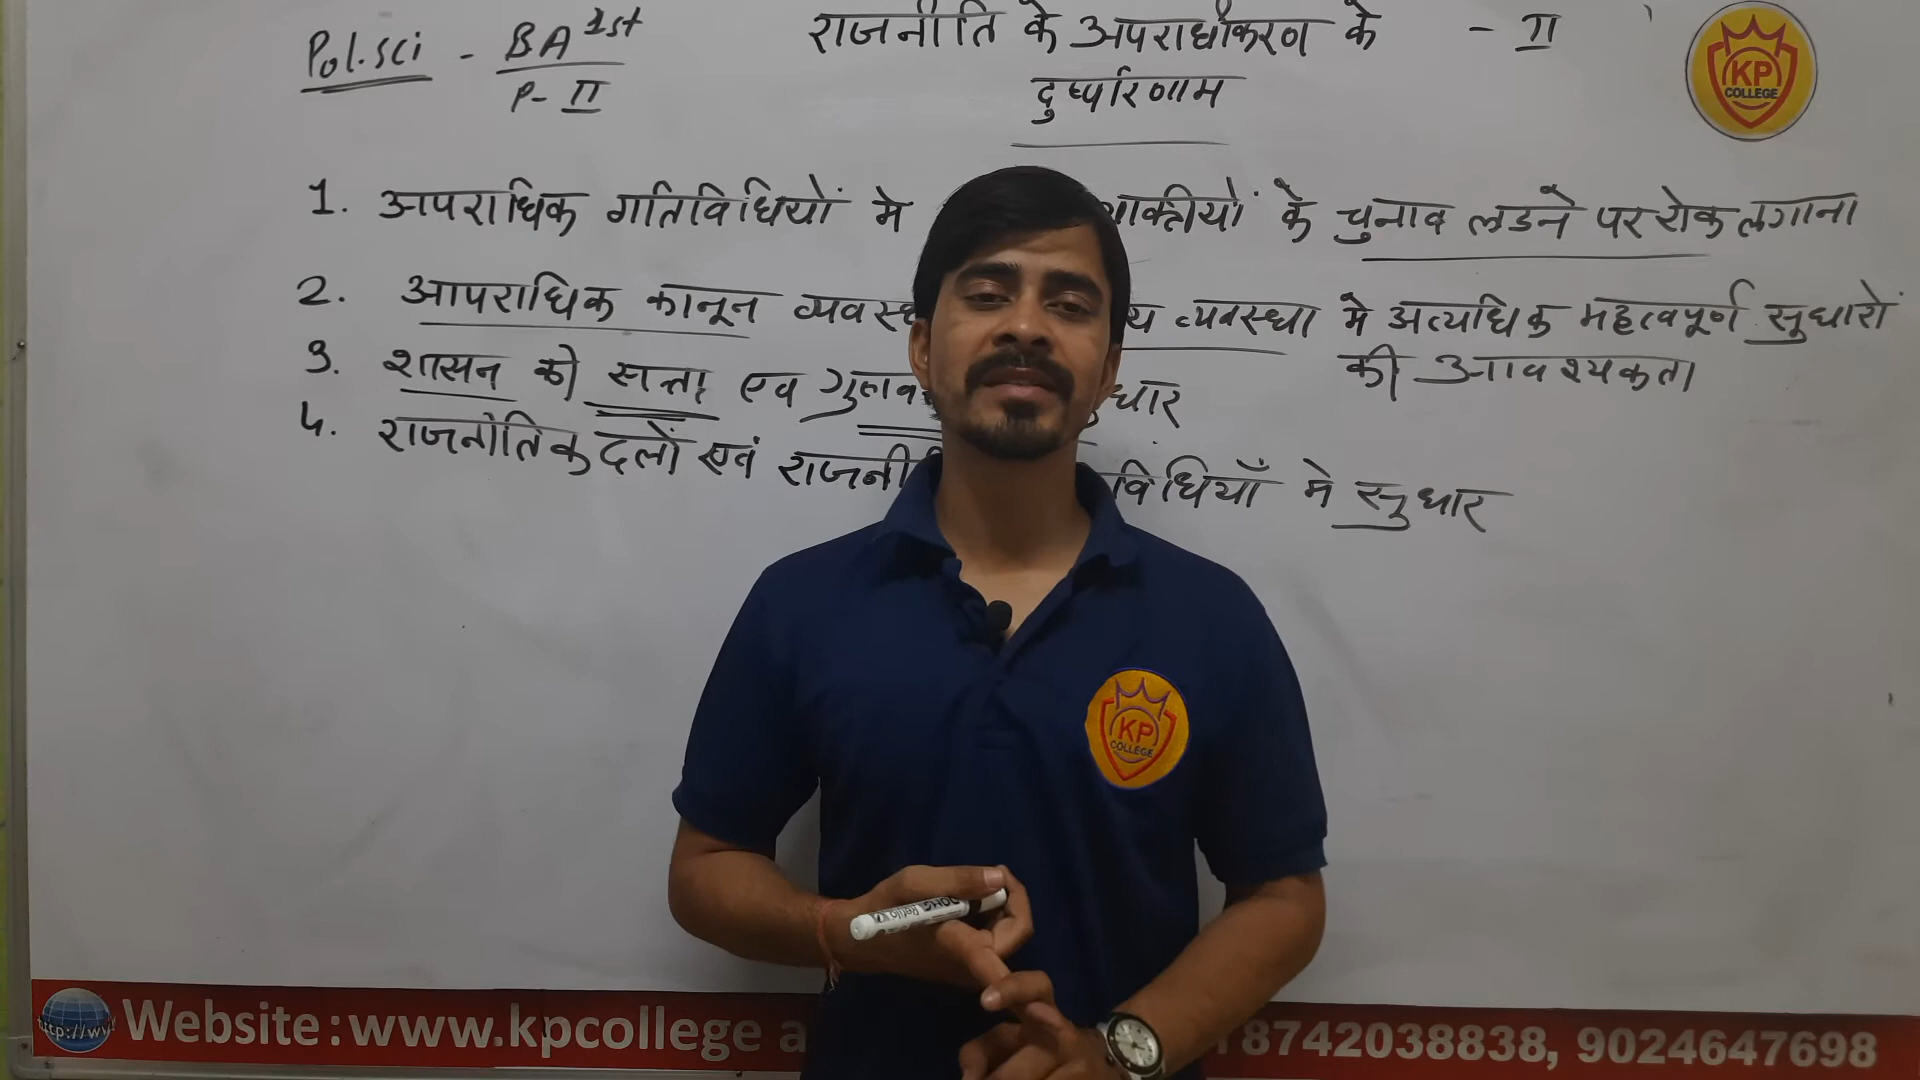 Pol.sci - BA 1st
P-II
राजनीति के अपराधीकरण के - II
दुर्ष्परिणाम
KP
COLLEGE
1. आपराधिक गतिविधियों मे के चुनाव लडने पर रोक लगाना
2. आपराधिक कानून व्यवस्था मे अत्यधिक महत्वपूर्ण सुधारों
की आवश्यकता
3. शासन को सत्ता एव
4. राजनीतिक दलों एवं मे सुधार
KP
COLLEGE
Website : www.kpcollege
8742038838, 9024647698